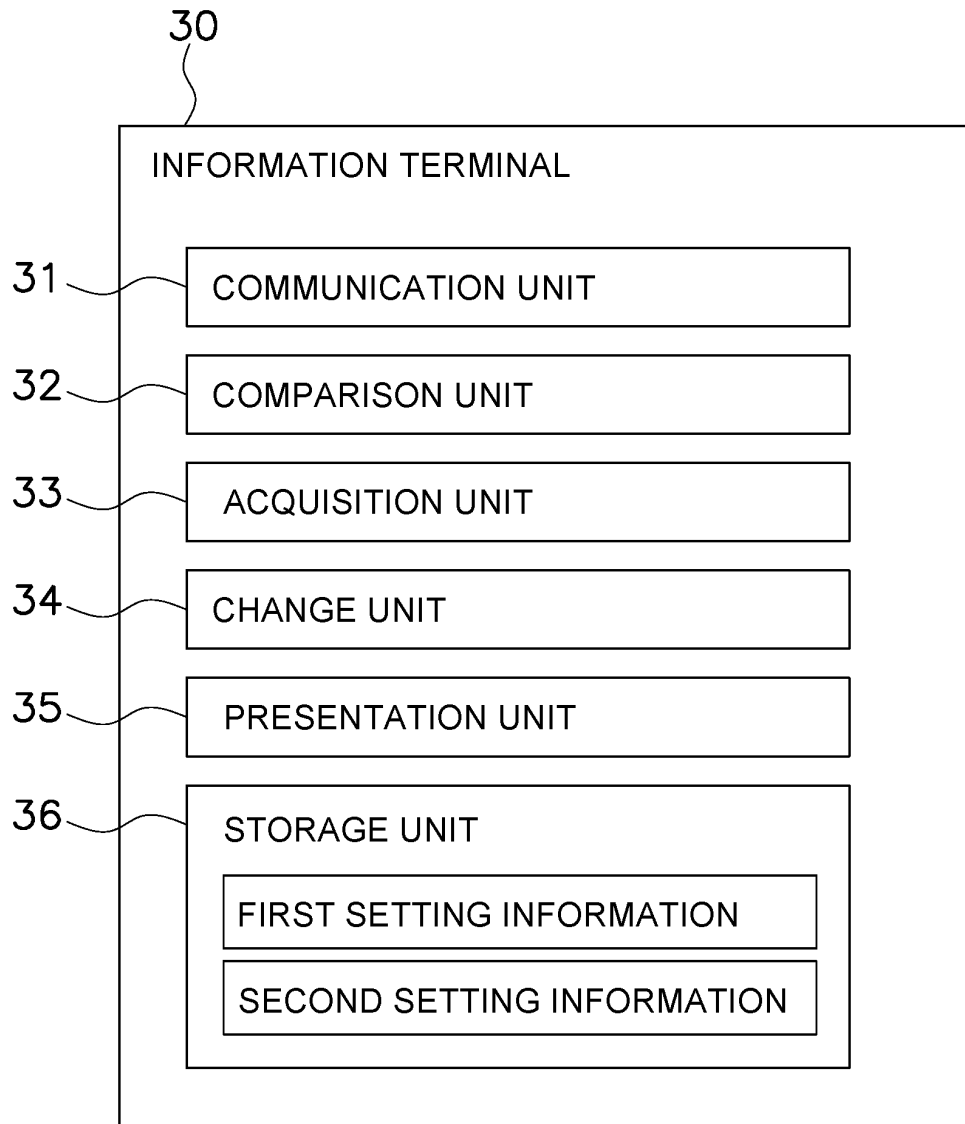 30
INFORMATION TERMINAL
31 COMMUNICATION UNIT
32 COMPARISON UNIT
33 ACQUISITION UNIT
34 CHANGE UNIT
35 PRESENTATION UNIT
36 STORAGE UNIT
FIRST SETTING INFORMATION
SECOND SETTING INFORMATION